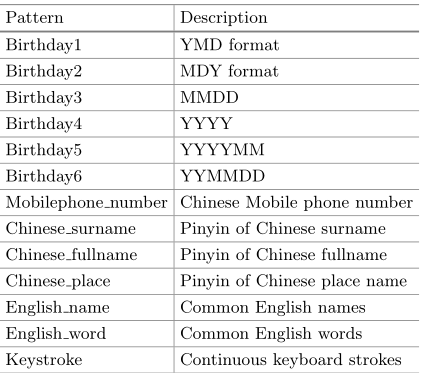 Pattern Description
Birthday1 YMD format
Birthday2 MDY format
Birthday3 MMDD
Birthday4 YYYY
Birthday5 YYYYMM
Birthday6 YYMMDD
Mobilephone_number Chinese Mobile phone number
Chinese_surname Pinyin of Chinese surname
Chinese_fullname Pinyin of Chinese fullname
Chinese_place Pinyin of Chinese place name
English_name Common English names
English_word Common English words
Keystroke Continuous keyboard strokes